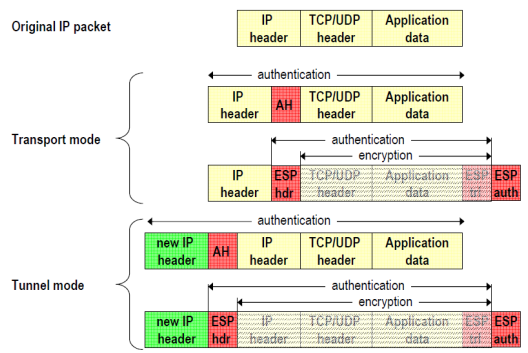 Original IP packet
IP header
TCP/UDP header
Application data
Transport mode
authentication
IP header
AH
TCP/UDP header
Application data
authentication
encryption
IP header
ESP hdr
TCP/UDP header
Application data
ESP trl
ESP auth
Tunnel mode
authentication
new IP header
AH
IP header
TCP/UDP header
Application data
authentication
encryption
new IP header
ESP hdr
IP header
TCP/UDP header
Application data
ESP trl
ESP auth